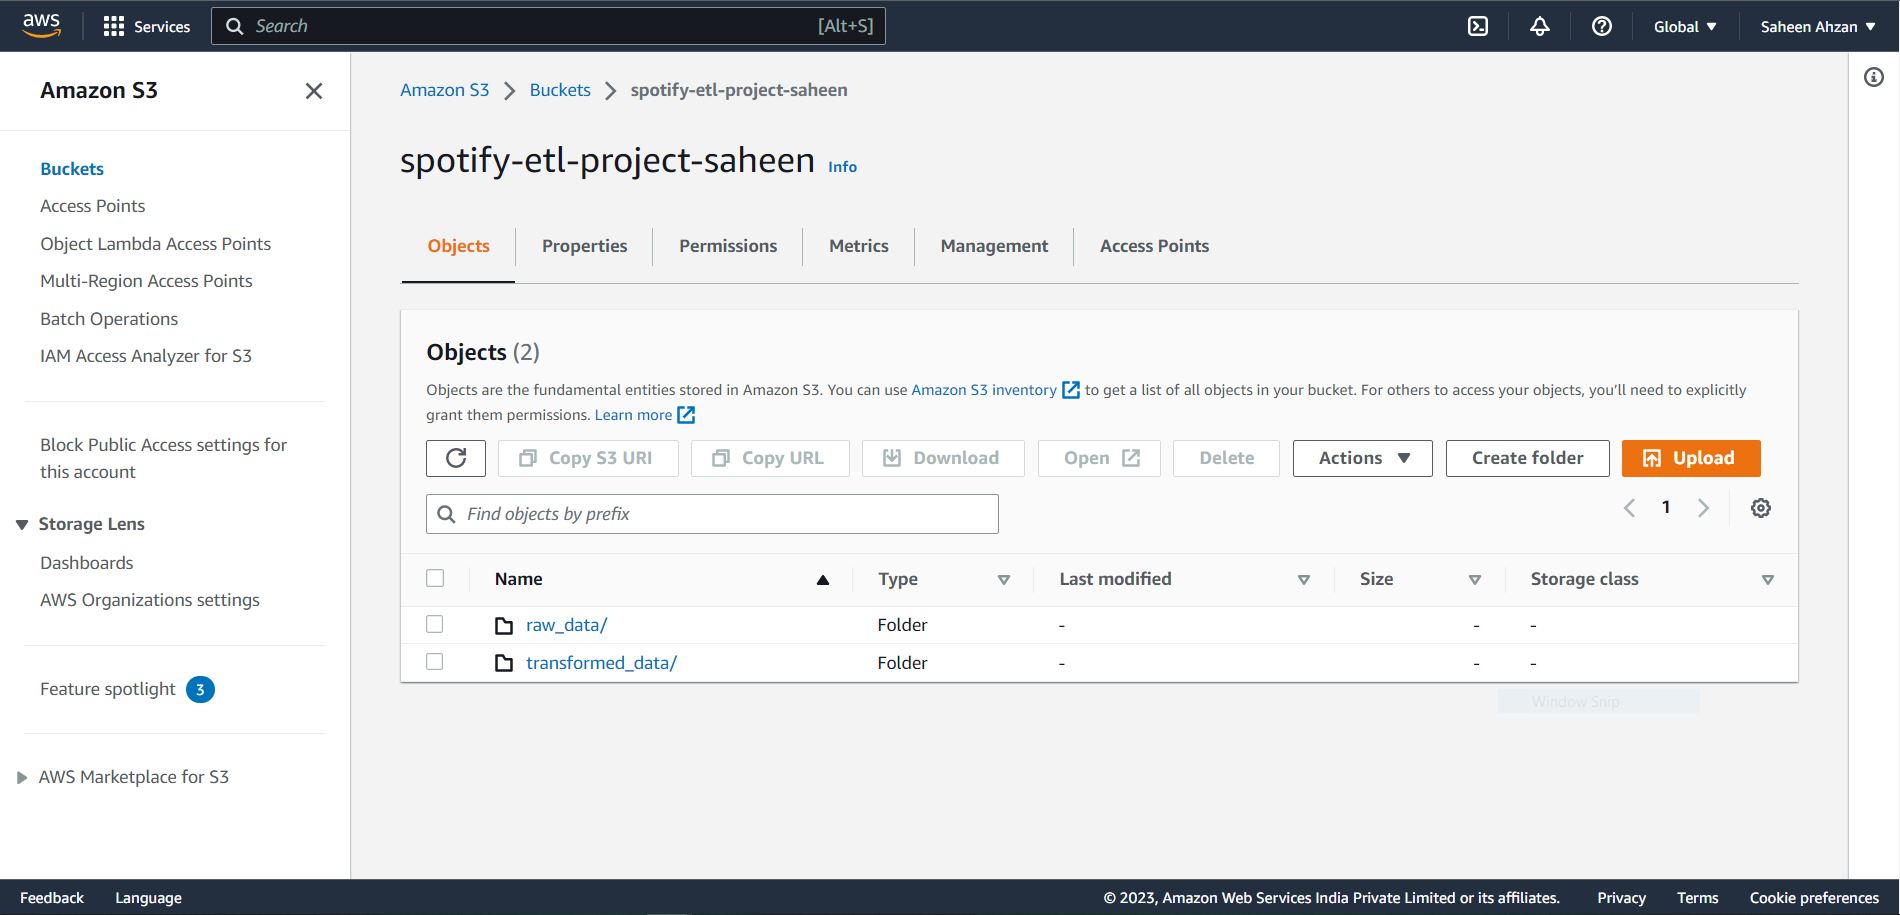 aws
Services
Search
[Alt+S]
Global
Saheen Ahzan
Amazon S3
Buckets
Access Points
Object Lambda Access Points
Multi-Region Access Points
Batch Operations
IAM Access Analyzer for S3
Block Public Access settings for
this account
Storage Lens
Dashboards
AWS Organizations settings
Feature spotlight 3
AWS Marketplace for S3
Amazon S3 > Buckets > spotify-etl-project-saheen
spotify-etl-project-saheen Info
Objects Properties Permissions Metrics Management Access Points
Objects (2)
Objects are the fundamental entities stored in Amazon S3. You can use Amazon S3 inventory to get a list of all objects in your bucket. For others to access your objects, you'll need to explicitly
grant them permissions. Learn more
Copy S3 URI Copy URL Download Open Delete Actions Create folder Upload
Find objects by prefix
1
Name Type Last modified Size Storage class
raw_data/ Folder - - -
transformed_data/ Folder - - -
Window Snip
Feedback Language © 2023, Amazon Web Services India Private Limited or its affiliates. Privacy Terms Cookie preferences